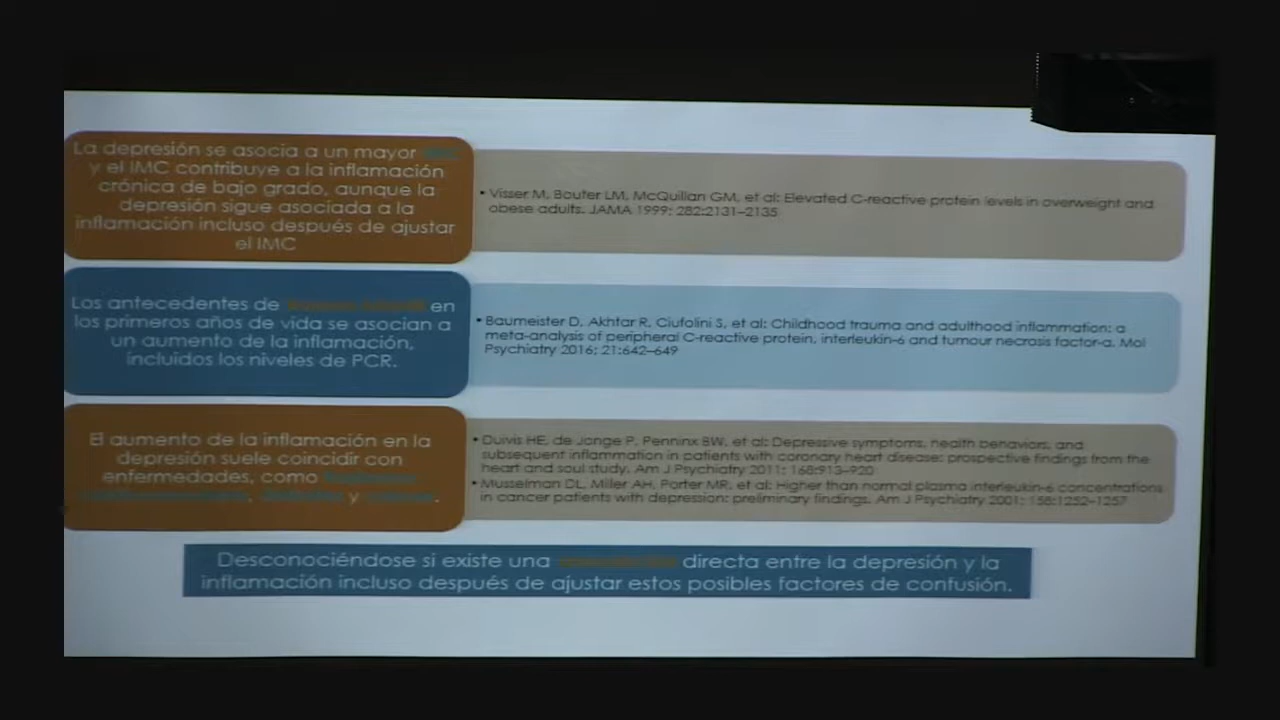 La depresión se asocia a un mayor
y el IMC contribuye a la inflamación
crónica de bajo grado, aunque la
depresión sigue asociada a la
inflamación incluso después de ajustar
el IMC
• Visser M, Bouter LM, McQuillan GM, et al: Elevated C-reactive protein levels in overweight and
obese adults. JAMA 1999; 282:2131–2135
Los antecedentes de en
los primeros años de vida se asocian a
un aumento de la inflamación,
incluidos los niveles de PCR.
• Baumeister D, Akhtar R, Ciufolini S, et al: Childhood trauma and adulthood inflammation: a
meta-analysis of peripheral C-reactive protein, interleukin-6 and tumour necrosis factor-α. Mol
Psychiatry 2016; 21:642–649
El aumento de la inflamación en la
depresión suele coincidir con
enfermedades, como
, y .
• Duivis HE, de Jonge P, Penninx BW, et al: Depressive symptoms, health behaviors, and
subsequent inflammation in patients with coronary heart disease: prospective findings from the
heart and soul study. Am J Psychiatry 2011; 168:913–920
• Musselman DL, Miller AH, Porter MR, et al: Higher than normal plasma interleukin-6 concentrations
in cancer patients with depression: preliminary findings. Am J Psychiatry 2001; 158:1252–1257
Desconociéndose si existe una directa entre la depresión y la
inflamación incluso después de ajustar estos posibles factores de confusión.